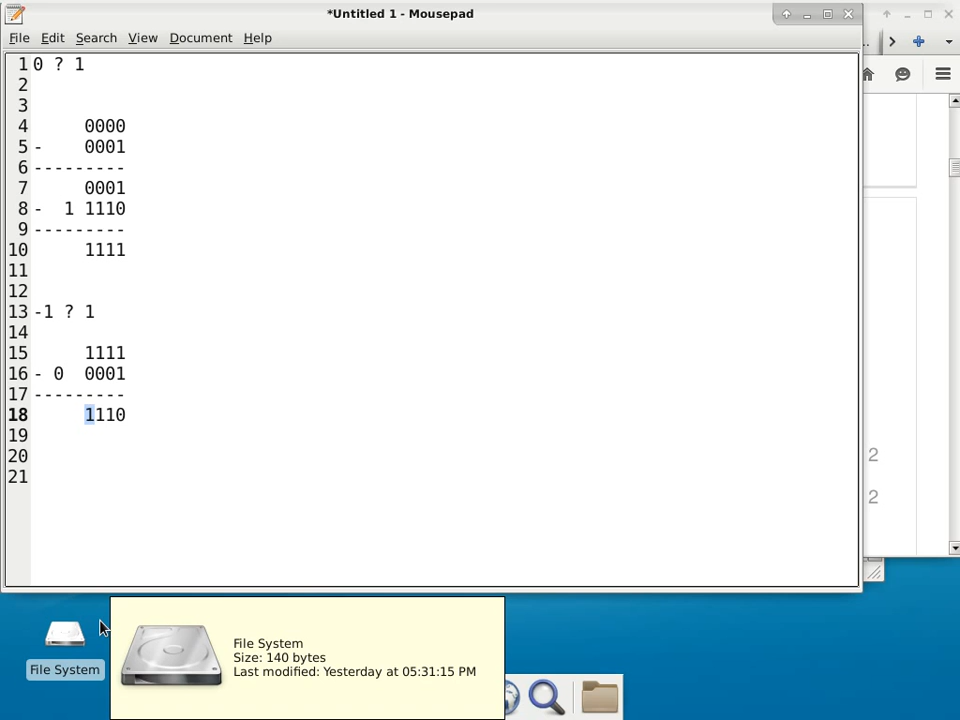 *Untitled 1 - Mousepad
File Edit Search View Document Help
1 0 ? 1
2
3
4 0000
5 - 0001
6 ---------
7 0001
8 - 1 1110
9 ---------
10 1111
11
12
13 -1 ? 1
14
15 1111
16 - 0 0001
17 ---------
18 1110
19
20
21
2
2
File System
File System
Size: 140 bytes
Last modified: Yesterday at 05:31:15 PM